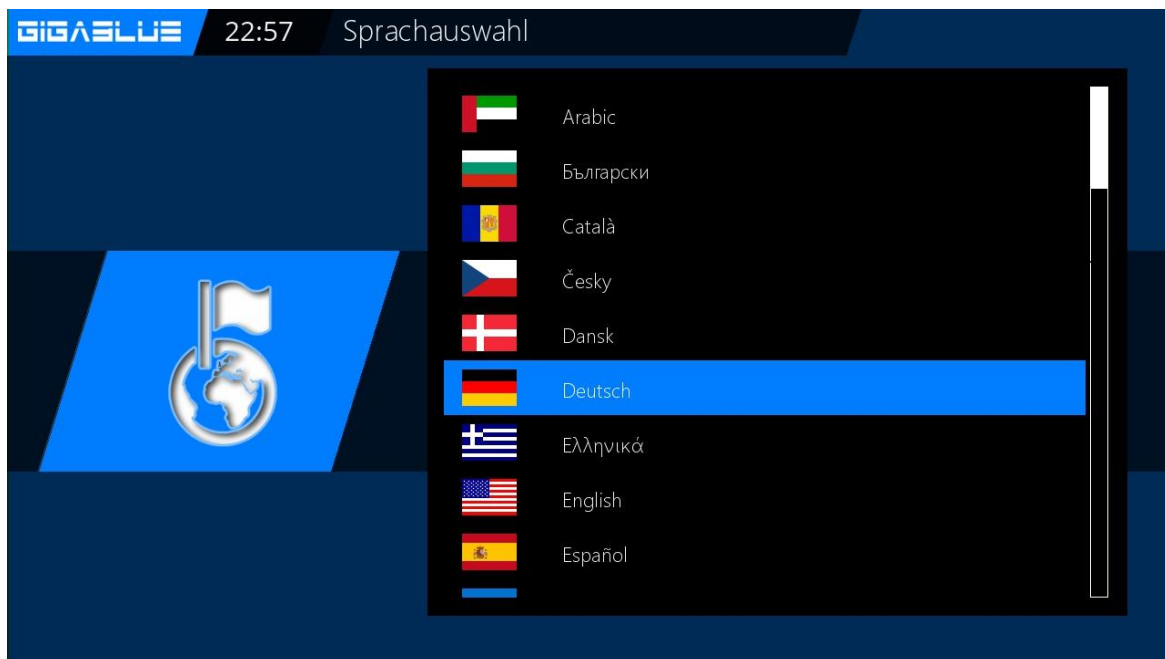 GIGABLUE
22:57
Sprachauswahl
Arabic
Български
Català
Česky
Dansk
Deutsch
Ελληνικά
English
Español